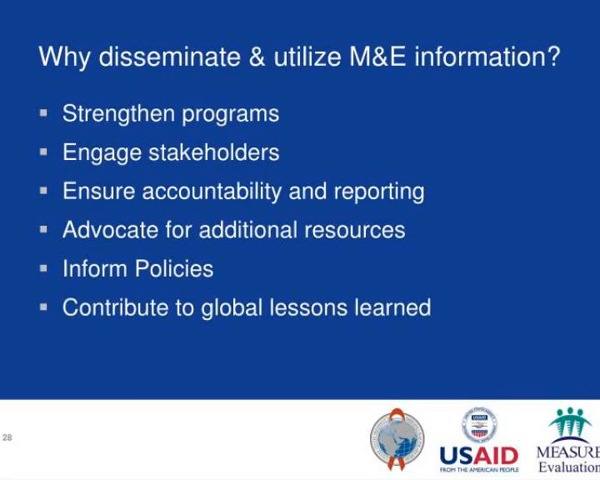 Why disseminate & utilize M&E information?
Strengthen programs
Engage stakeholders
Ensure accountability and reporting
Advocate for additional resources
Inform Policies
Contribute to global lessons learned
28
USAID
FROM THE AMERICAN PEOPLE
MEASURE
Evaluation